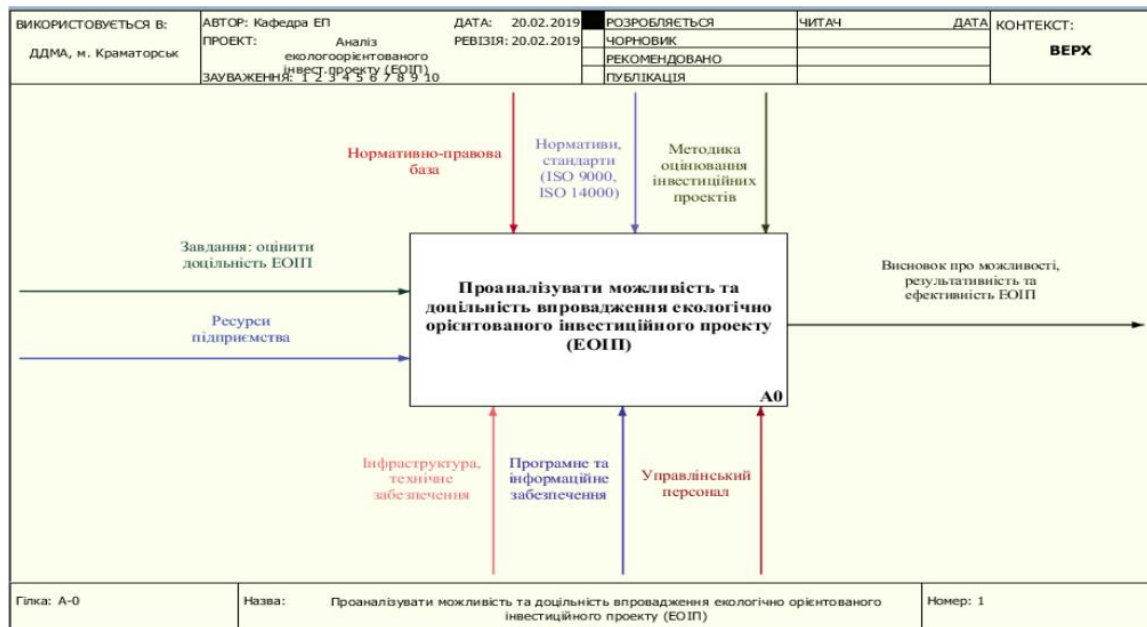 ВИКОРИСТОВУЄТЬСЯ В:
ДДМА, м. Краматорськ
АВТОР: Кафедра ЕП
ДАТА: 20.02.2019
ПРОЕКТ: Аналіз
екологоорієнтованого
інвест.проекту (ЕОІП)
РЕВІЗІЯ: 20.02.2019
ЗАУВАЖЕННЯ: 1 2 3 4 5 6 7 8 9 10
РОЗРОБЛЯЄТЬСЯ
ЧОРНОВИК
РЕКОМЕНДОВАНО
ПУБЛІКАЦІЯ
ЧИТАЧ ДАТА
КОНТЕКСТ:
ВЕРХ
Нормативно-правова
база
Нормативи,
стандарти
(ISO 9000,
ISO 14000)
Методика
оцінювання
інвестиційних
проектів
Завдання: оцінити
доцільність ЕОІП
Ресурси
підприємства
Проаналізувати можливість та
доцільність впровадження екологічно
орієнтованого інвестиційного проекту
(ЕОІП)
A0
Висновок про можливості,
результативність та
ефективність ЕОІП
Інфраструктура,
технічне
забезпечення
Програмне та
інформаційне
забезпечення
Управлінський
персонал
Гілка: A-0
Назва: Проаналізувати можливість та доцільність впровадження екологічно орієнтованого
інвестиційного проекту (ЕОІП)
Номер: 1